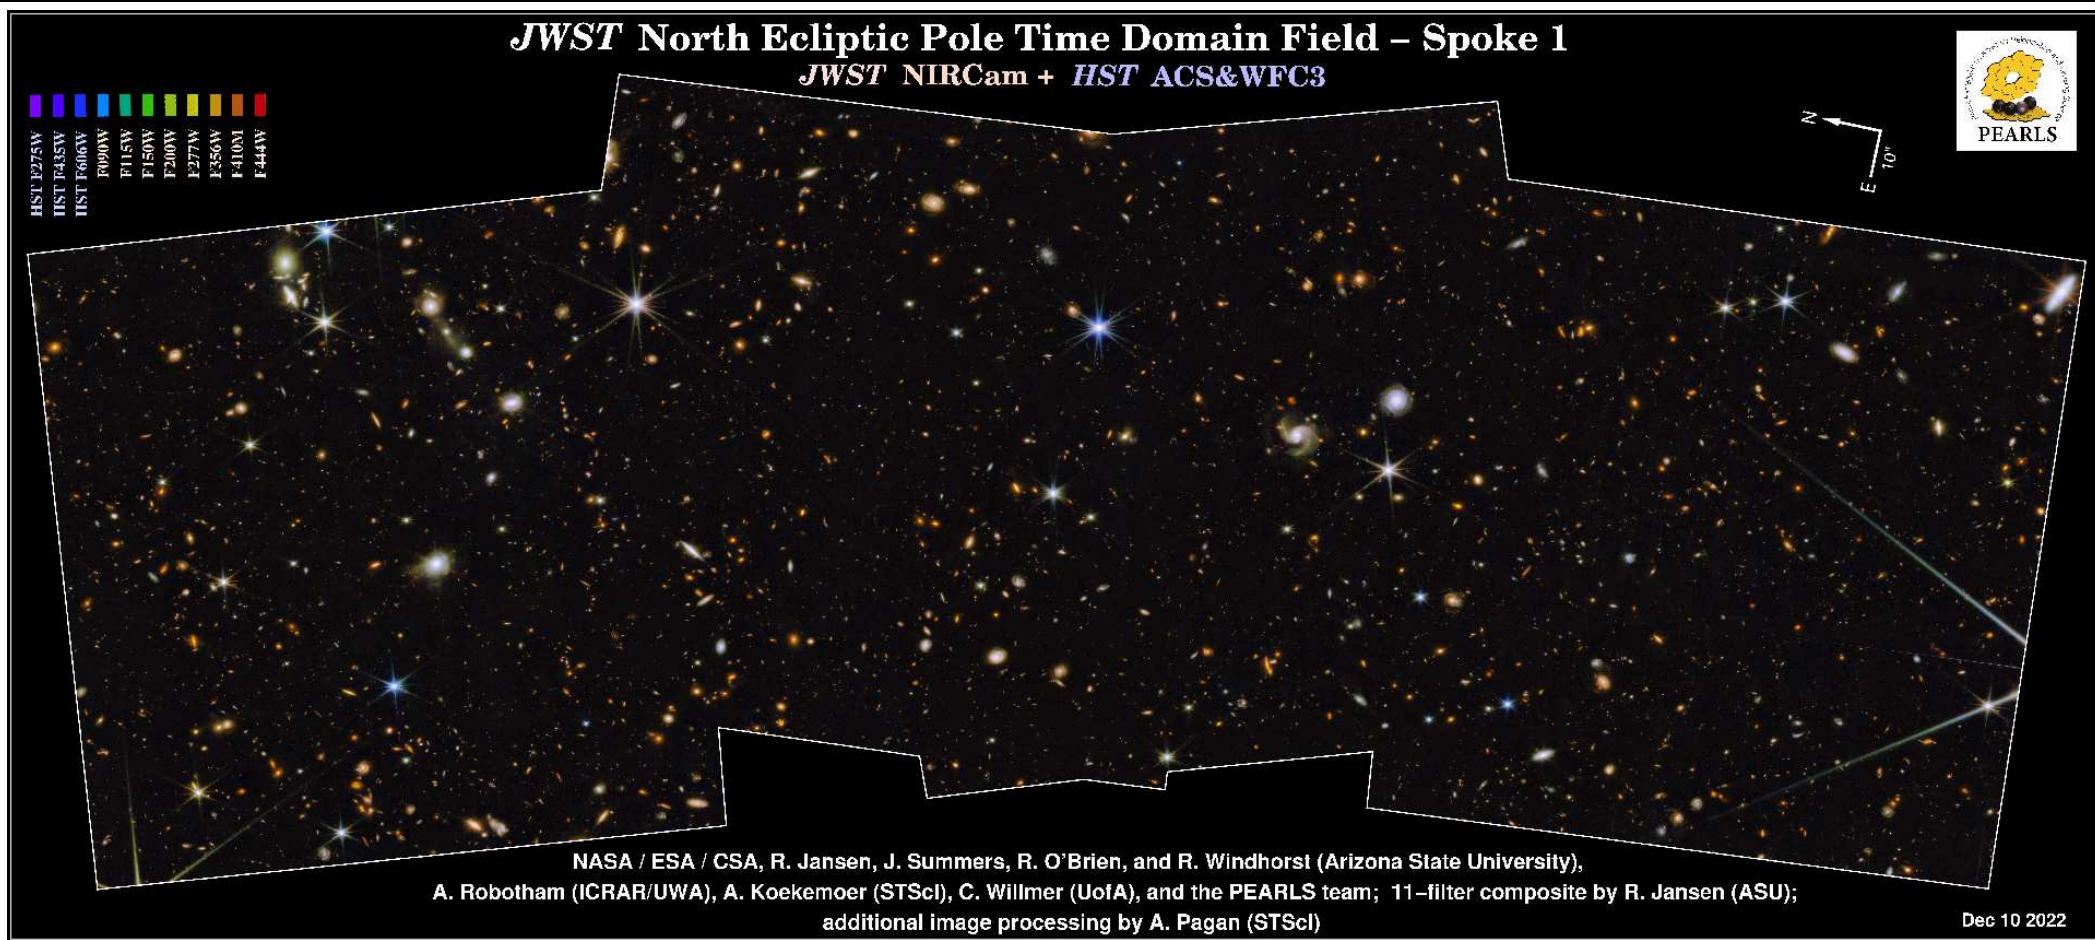 JWST North Ecliptic Pole Time Domain Field – Spoke 1
JWST NIRCam + HST ACS&WFC3
HST F275W
HST F435W
HST F606W
F090W
F115W
F150W
F200W
F277W
F356W
F410M
F444W
N
E
10"
PEARLS
NASA / ESA / CSA, R. Jansen, J. Summers, R. O'Brien, and R. Windhorst (Arizona State University),
A. Robotham (ICRAR/UWA), A. Koekemoer (STScI), C. Willmer (UofA), and the PEARLS team; 11–filter composite by R. Jansen (ASU);
additional image processing by A. Pagan (STScI)
Dec 10 2022